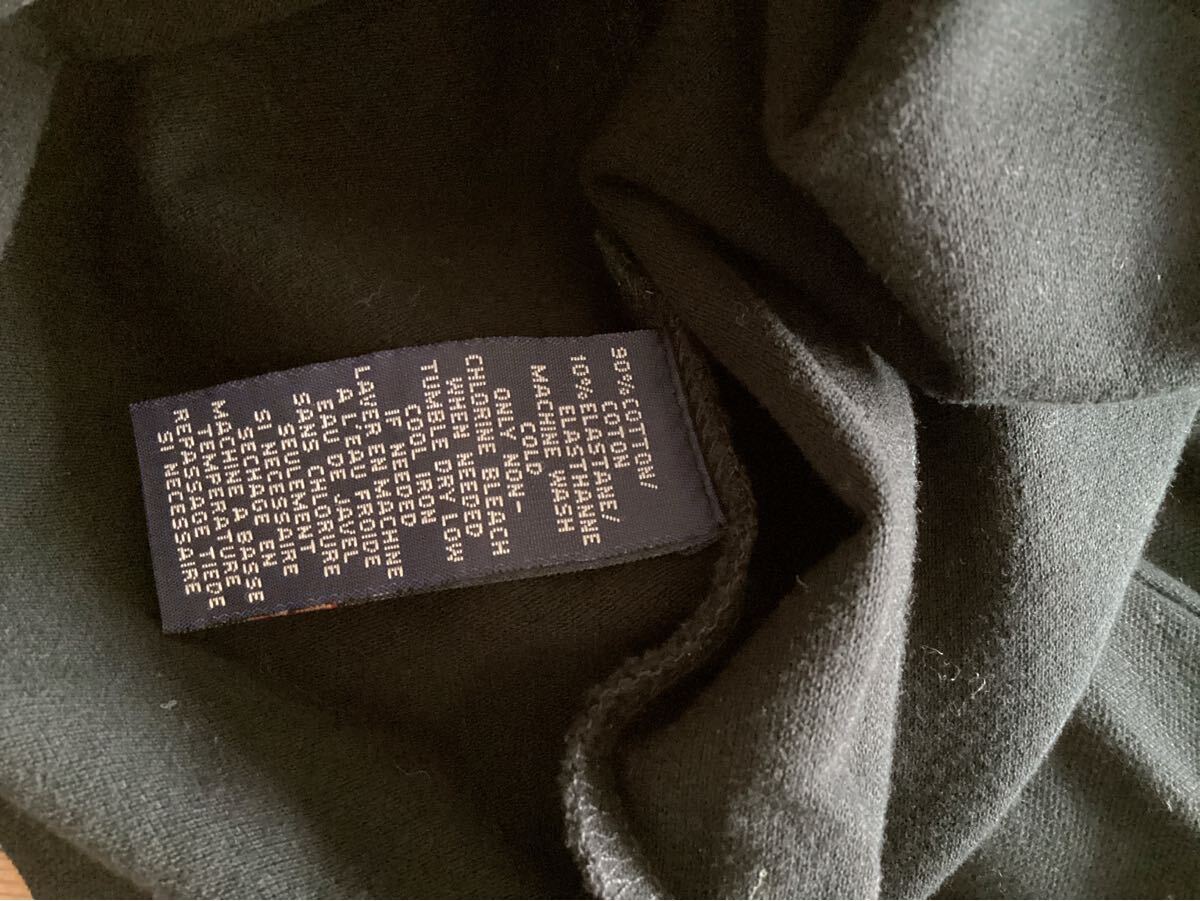 90% COTTON/
COTON
10% ELASTANE/
ELASTHANNE
MACHINE WASH
COLD
ONLY NON-
CHLORINE BLEACH
WHEN NEEDED
TUMBLE DRY LOW
COOL IRON
IF NEEDED
LAVER EN MACHINE
A L'EAU FROIDE
EAU DE JAVEL
SANS CHLORURE
SEULEMENT
SI NECESSAIRE
SECHAGE EN
MACHINE A BASSE
TEMPERATURE
REPASSAGE TIEDE
SI NECESSAIRE